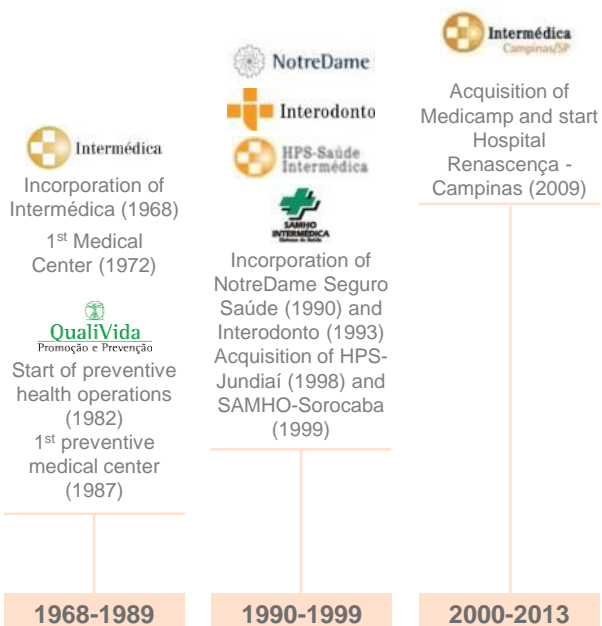 Intermédica
Incorporation of
Intermédica (1968)
1st Medical
Center (1972)
QualiVida
Promoção e Prevenção
Start of preventive
health operations
(1982)
1st preventive
medical center
(1987)
1968-1989
NotreDame
Interodonto
HPS-Saúde
Intermédica
SAMHO
INTERMÉDICA
Sistema de Saúde
Incorporation of
NotreDame Seguro
Saúde (1990) and
Interodonto (1993)
Acquisition of HPS-
Jundiaí (1998) and
SAMHO-Sorocaba
(1999)
1990-1999
Intermédica
Campinas/SP
Acquisition of
Medicamp and start
Hospital
Renascença -
Campinas (2009)
2000-2013